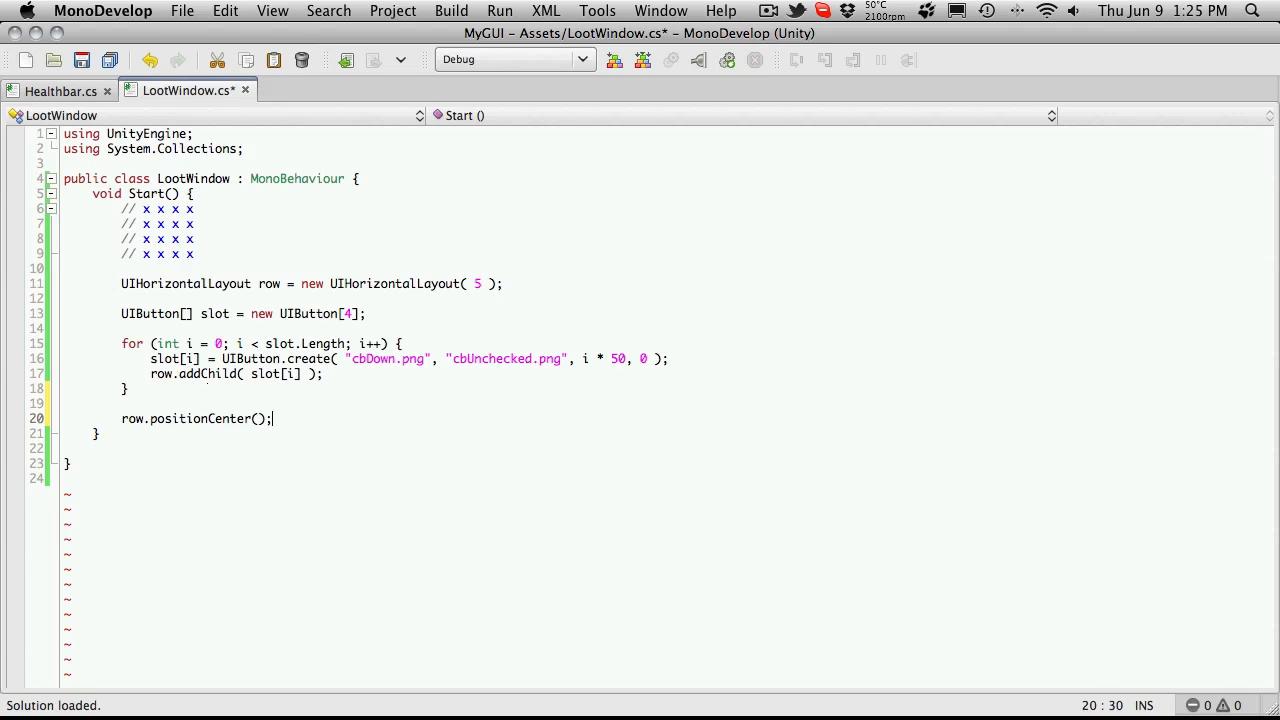 MonoDevelop File Edit View Search Project Build Run XML Tools Window Help 50°C 2100rpm Thu Jun 9 1:25 PM
MyGUI - Assets/LootWindow.cs* - MonoDevelop (Unity)
Debug
Healthbar.cs × LootWindow.cs* ×
LootWindow Start ()
1 using UnityEngine;
2 using System.Collections;
3
4 public class LootWindow : MonoBehaviour {
5 void Start() {
6 // x x x x
7 // x x x x
8 // x x x x
9 // x x x x
10
11 UIHorizontalLayout row = new UIHorizontalLayout( 5 );
12
13 UIButton[] slot = new UIButton[4];
14
15 for (int i = 0; i < slot.Length; i++) {
16 slot[i] = UIButton.create( "cbDown.png", "cbUnchecked.png", i * 50, 0 );
17 row.addChild( slot[i] );
18 }
19
20 row.positionCenter();
21 }
22
23 }
24
~
~
~
~
~
~
~
~
~
~
~
~
~
Solution loaded. 20 : 30 INS 0 0